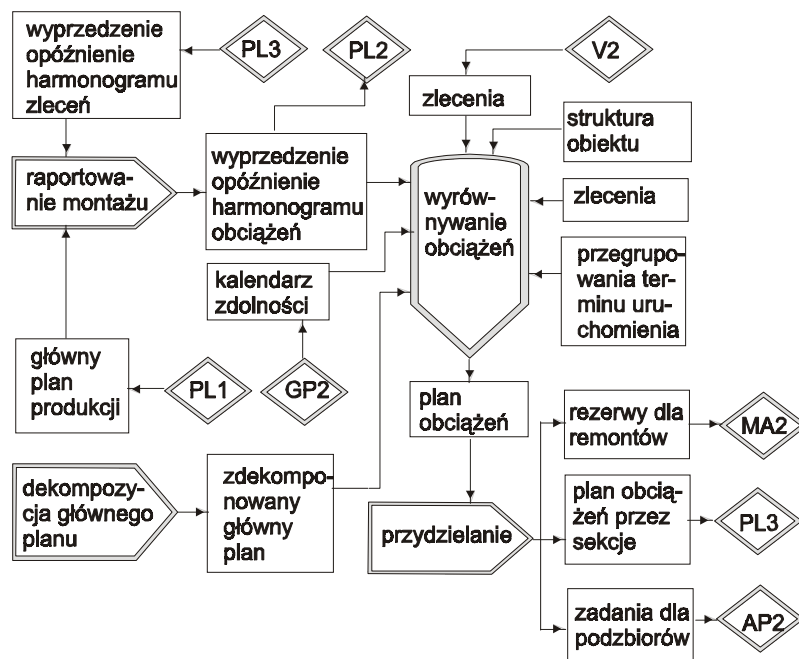 wyprzedzenie
opóźnienie
harmonogramu
zleceń
PL3
PL2
V2
zlecenia
struktura
obiektu
raportowa-
nie montażu
wyprzedzenie
opóźnienie
harmonogramu
obciążeń
wyrów-
nywanie
obciążeń
zlecenia
kalendarz
zdolności
przegrupo-
wania ter-
minu uru-
chomienia
główny
plan
produkcji
PL1
GP2
plan
obciążeń
rezerwy dla
remontów
MA2
dekompozy-
cja głównego
planu
zdekompo-
nowany
główny
plan
przydzielanie
plan obcią-
żeń przez
sekcje
PL3
zadania dla
podzbiorów
AP2